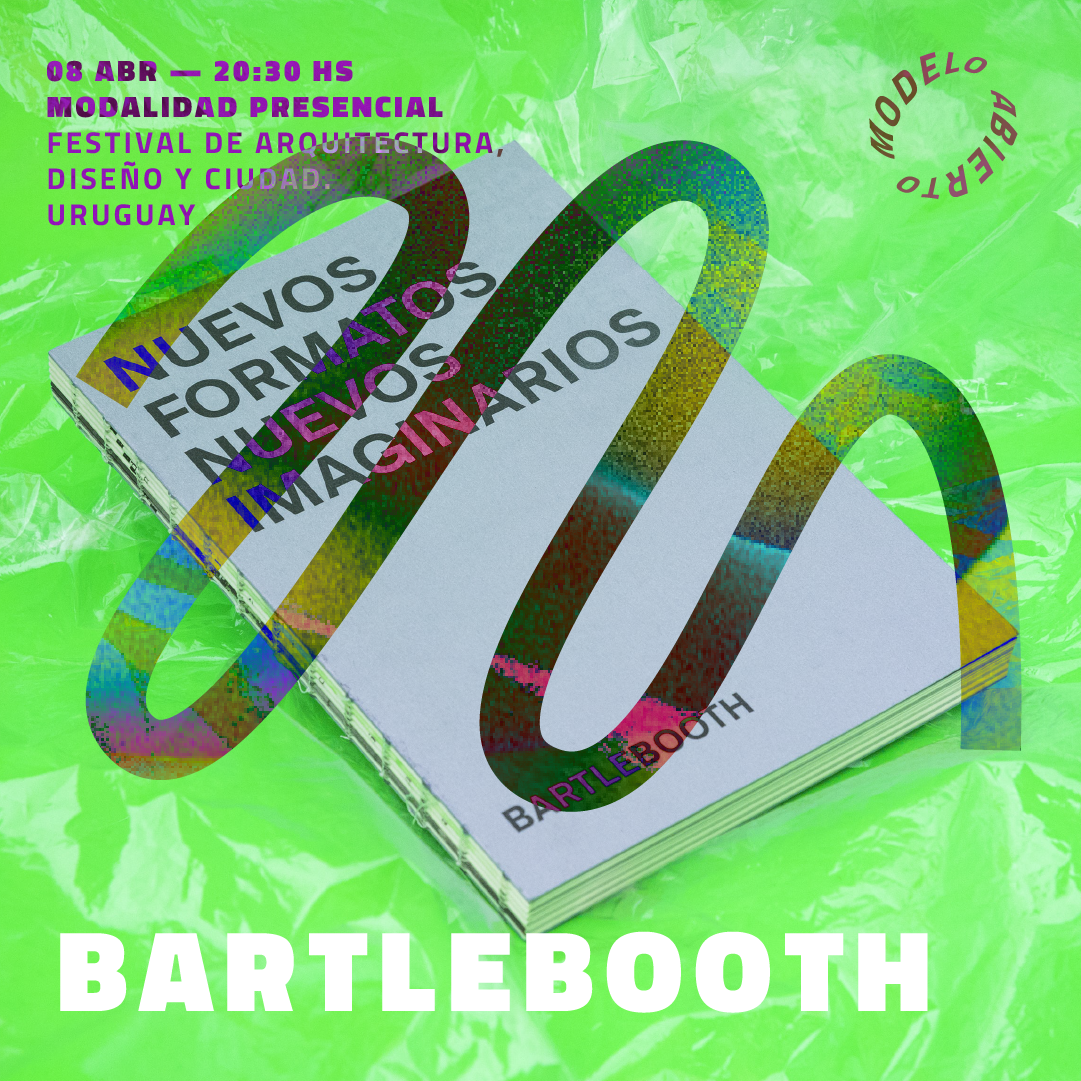 08 ABR — 20:30 HS
MODALIDAD PRESENCIAL
FESTIVAL DE ARQUITECTURA,
DISEÑO Y CIUDAD.
URUGUAY
MODELO ABIERTO
NUEVOS
FORMATOS
NUEVOS
IMAGINARIOS
BARTLEBOOTH
BARTLEBOOTH